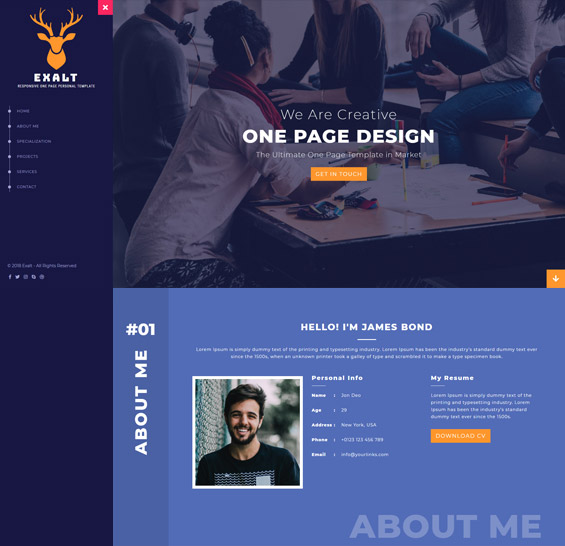 EXALT
RESPONSIVE ONE PAGE PERSONAL TEMPLATE
HOME
ABOUT ME
SPECIALIZATION
PROJECTS
SERVICES
CONTACT
© 2018 Exalt - All Rights Reserved
We Are Creative
ONE PAGE DESIGN
The Ultimate One Page Template in Market
GET IN TOUCH
#01
ABOUT ME
HELLO! I'M JAMES BOND
Lorem Ipsum is simply dummy text of the printing and typesetting industry. Lorem Ipsum has been the industry's standard dummy text ever
since the 1500s, when an unknown printer took a galley of type and scrambled it to make a type specimen book.
Personal Info
Name : Jon Deo
Age : 29
Address : New York, USA
Phone : +0123 123 456 789
Email : info@yourlinks.com
My Resume
Lorem Ipsum is simply dummy text of the
printing and typesetting industry. Lorem
Ipsum has been the industry's standard
dummy text ever since the 1500s.
DOWNLOAD CV
ABOUT ME